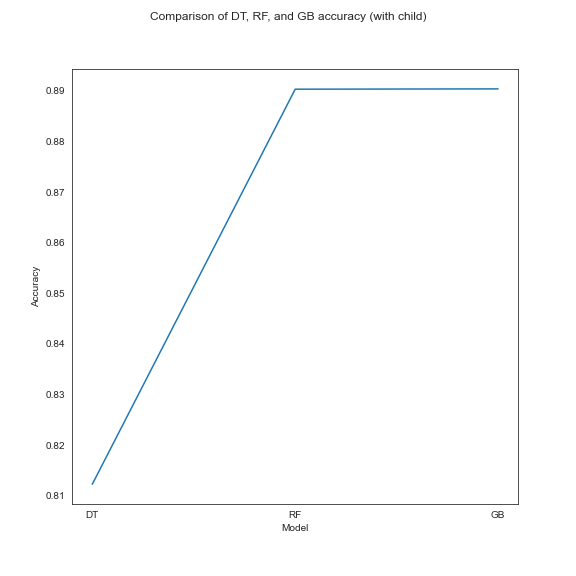 Comparison of DT, RF, and GB accuracy (with child)
0.89
0.88
0.87
0.86
0.85
0.84
0.83
0.82
0.81
Accuracy
DT RF GB
Model